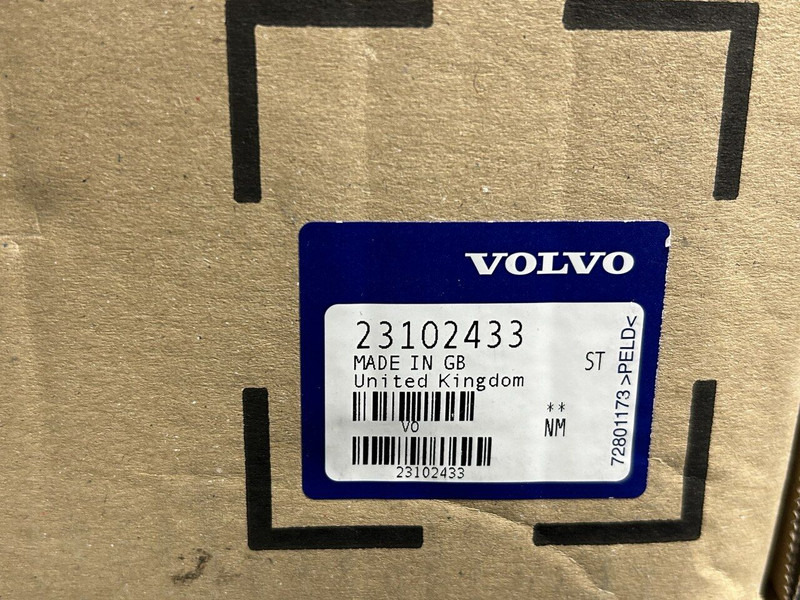 VOLVO
23102433
MADE IN GB
ST
United Kingdom
VO
**
NM
23102433
72801173 >PELD<